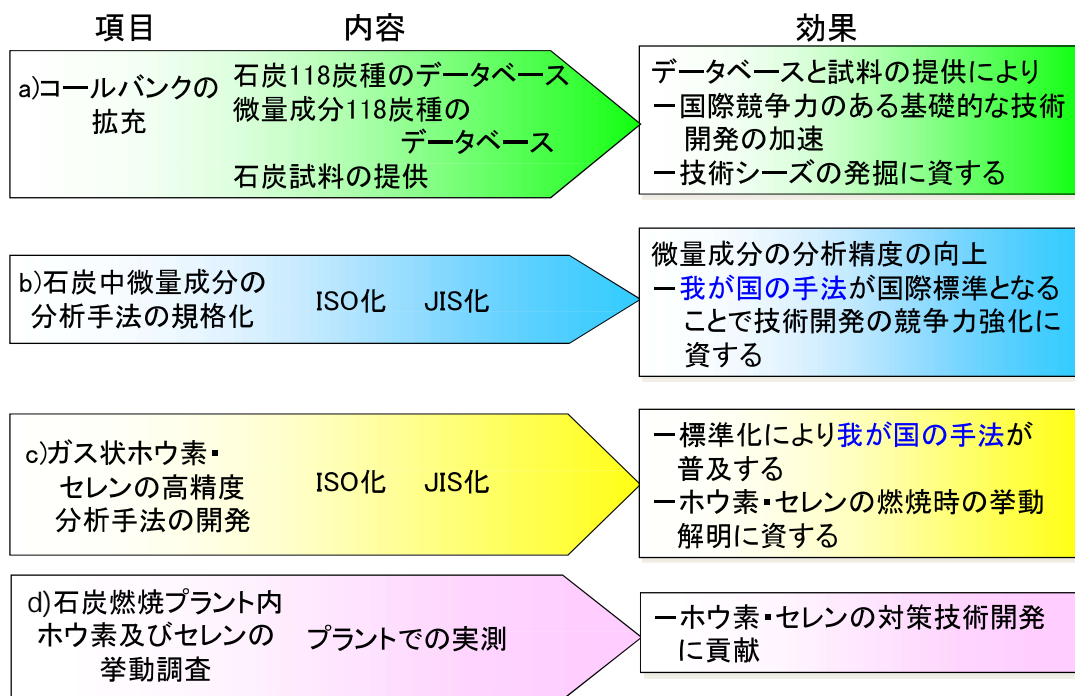 項目 内容 効果
a)コールバンクの
拡充
石炭118炭種のデータベース
微量成分118炭種の
データベース
石炭試料の提供
データベースと試料の提供により
－国際競争力のある基礎的な技術
開発の加速
－技術シーズの発掘に資する
b)石炭中微量成分の
分析手法の規格化
ISO化 JIS化
微量成分の分析精度の向上
－我が国の手法が国際標準となる
ことで技術開発の競争力強化に
資する
c)ガス状ホウ素・
セレンの高精度
分析手法の開発
ISO化 JIS化
－標準化により我が国の手法が
普及する
－ホウ素・セレンの燃焼時の挙動
解明に資する
d)石炭燃焼プラント内
ホウ素及びセレンの
挙動調査
プラントでの実測
－ホウ素・セレンの対策技術開発
に貢献